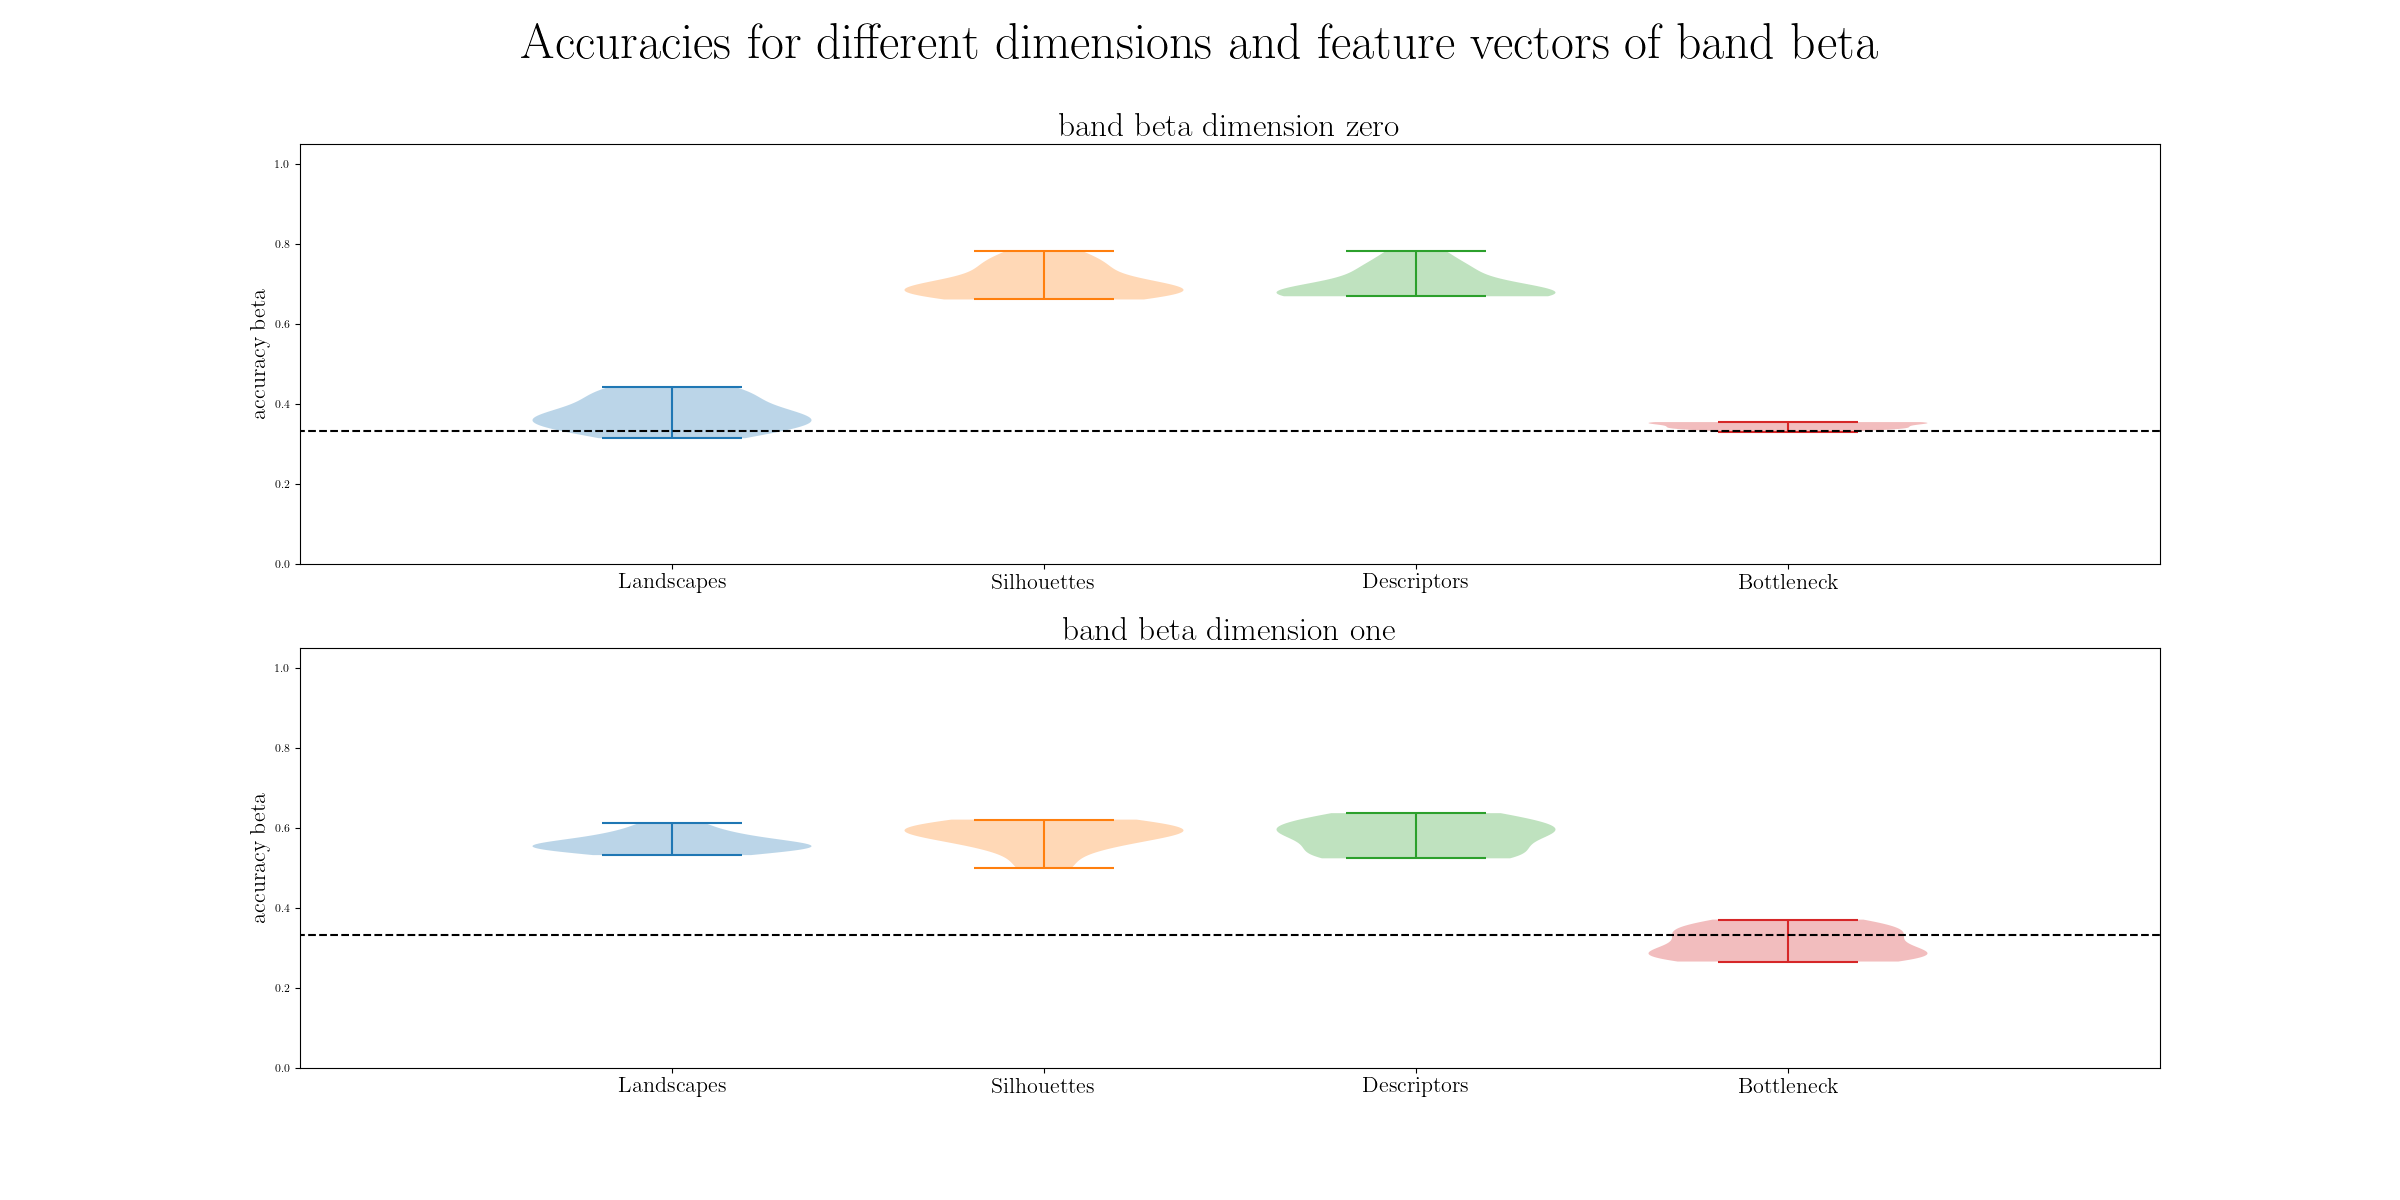 Accuracies for different dimensions and feature vectors of band beta
band beta dimension zero
1.0
0.8
0.6
0.4
0.2
0.0
accuracy beta
Landscapes Silhouettes Descriptors Bottleneck
band beta dimension one
1.0
0.8
0.6
0.4
0.2
0.0
accuracy beta
Landscapes Silhouettes Descriptors Bottleneck